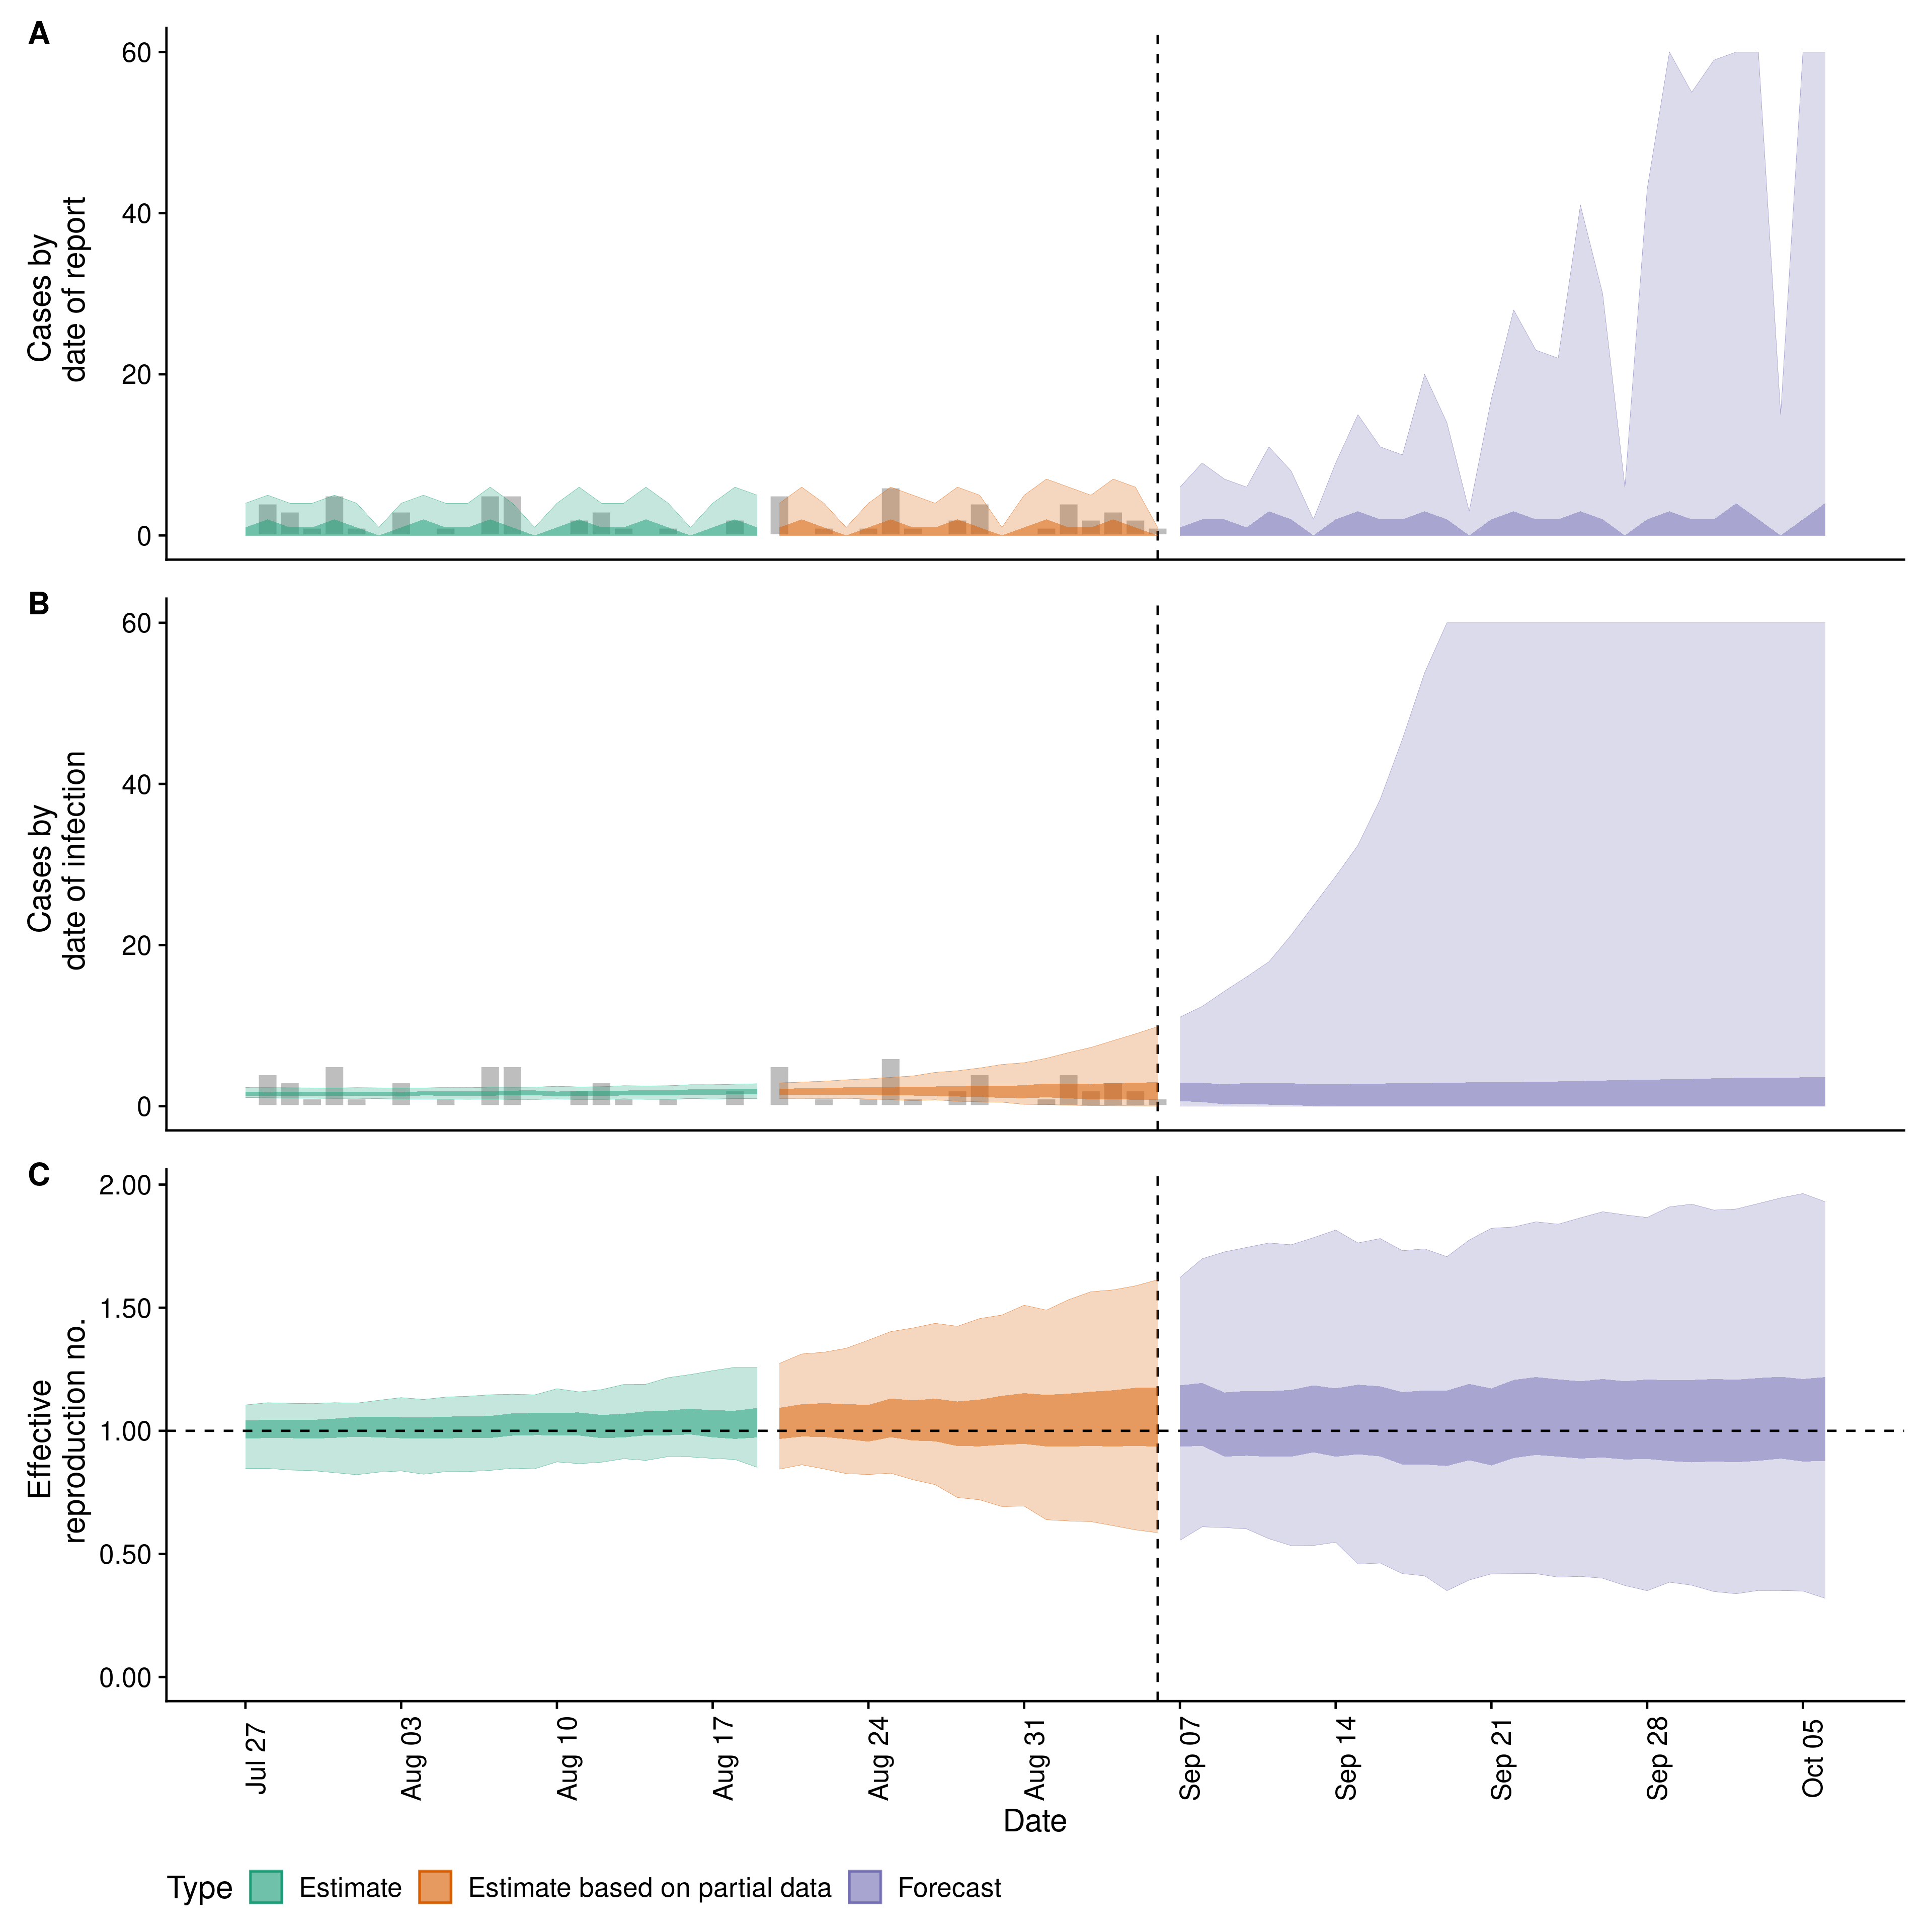 A
60
40
20
0
Cases by
date of report
B
60
40
20
0
Cases by
date of infection
C
2.00
1.50
1.00
0.50
0.00
Effective
reproduction no.
Jul 27
Aug 03
Aug 10
Aug 17
Aug 24
Aug 31
Sep 07
Sep 14
Sep 21
Sep 28
Oct 05
Date
Type Estimate Estimate based on partial data Forecast